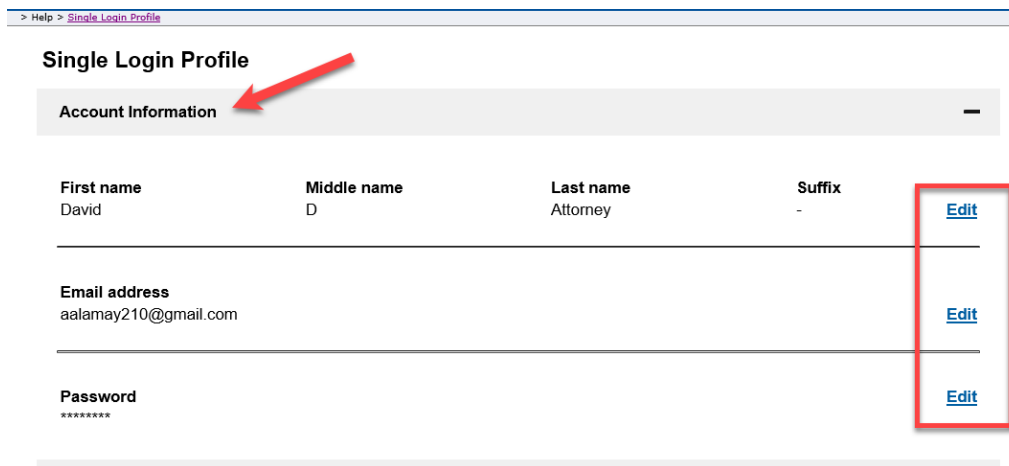 > Help > Single Login Profile
Single Login Profile
Account Information
First name Middle name Last name Suffix
David D Attorney - Edit
Email address
aalamay210@gmail.com Edit
Password Edit
********